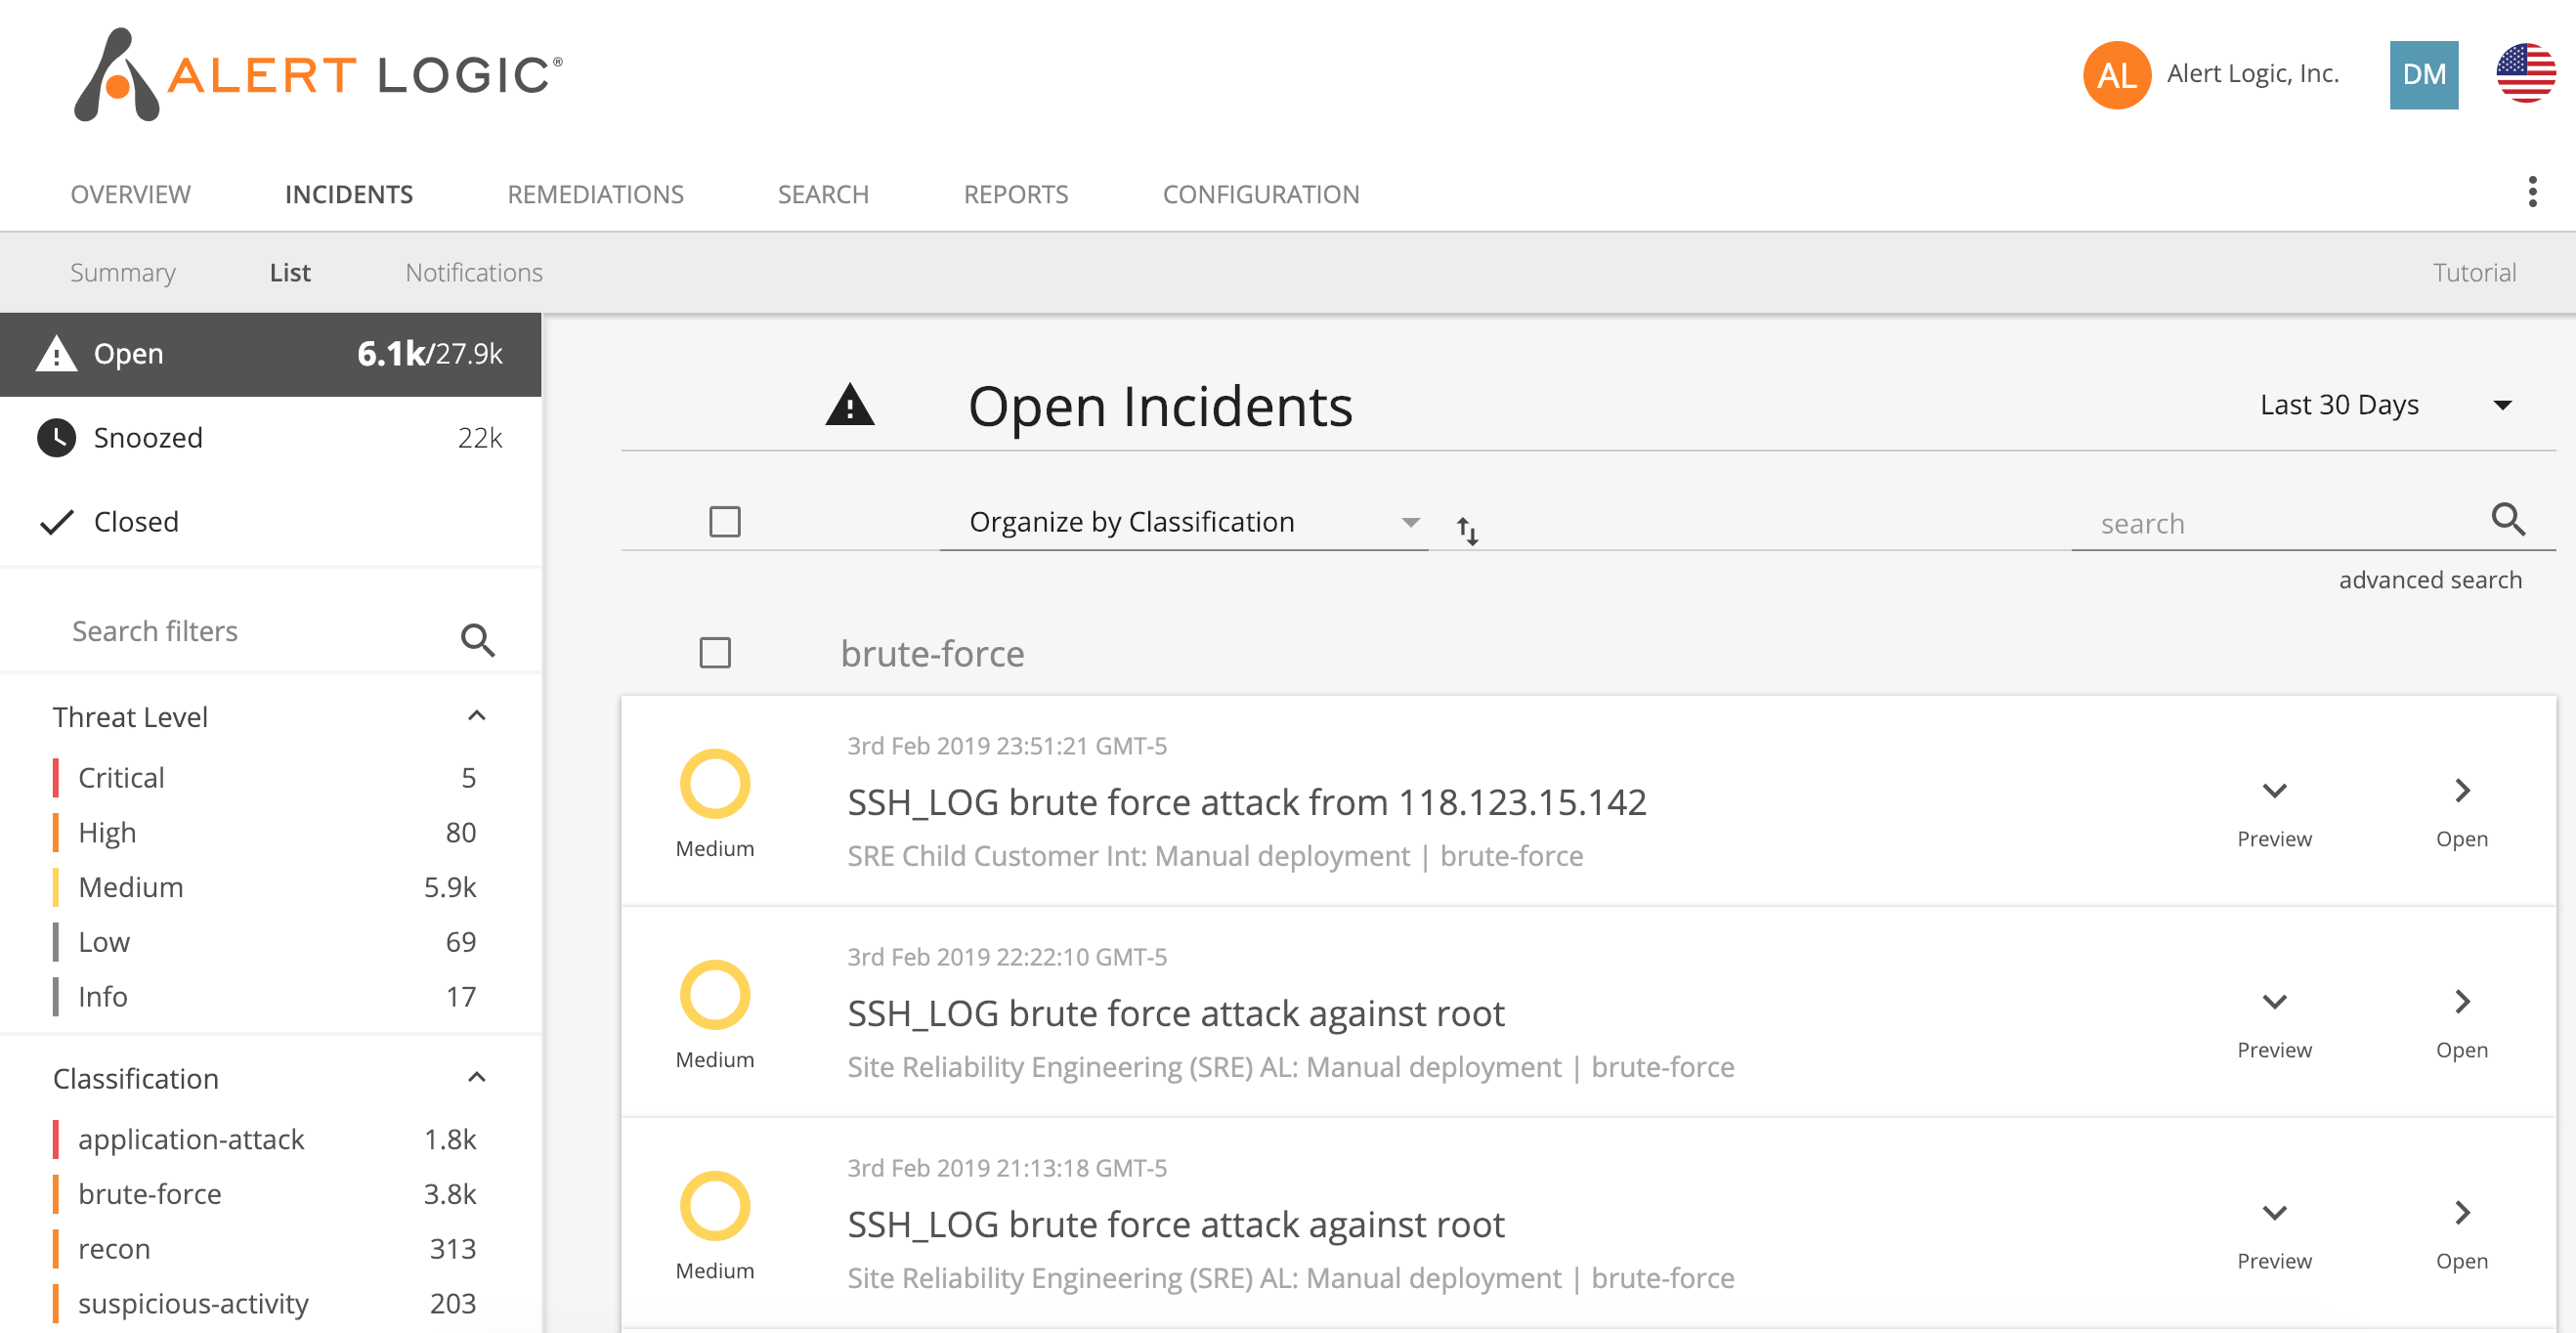 ALERT LOGIC®
AL Alert Logic, Inc. DM
OVERVIEW INCIDENTS REMEDIATIONS SEARCH REPORTS CONFIGURATION
Summary List Notifications Tutorial
Open 6.1k/27.9k
Snoozed 22k
Closed
Search filters
Threat Level
Critical 5
High 80
Medium 5.9k
Low 69
Info 17
Classification
application-attack 1.8k
brute-force 3.8k
recon 313
suspicious-activity 203
Open Incidents Last 30 Days
Organize by Classification search
advanced search
brute-force
3rd Feb 2019 23:51:21 GMT-5
SSH_LOG brute force attack from 118.123.15.142
SRE Child Customer Int: Manual deployment | brute-force
Medium Preview Open
3rd Feb 2019 22:22:10 GMT-5
SSH_LOG brute force attack against root
Site Reliability Engineering (SRE) AL: Manual deployment | brute-force
Medium Preview Open
3rd Feb 2019 21:13:18 GMT-5
SSH_LOG brute force attack against root
Site Reliability Engineering (SRE) AL: Manual deployment | brute-force
Medium Preview Open